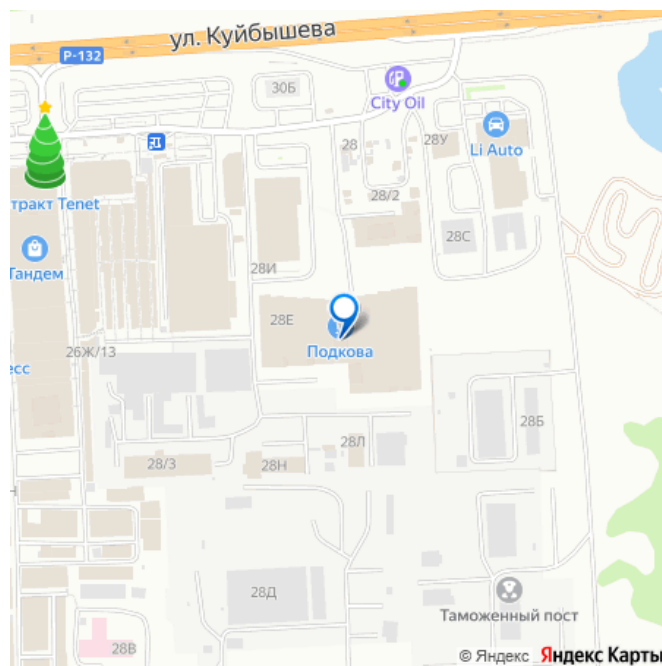 ул. Куйбышева
Р-132
30Б
City Oil
28
28У
Li Auto
28/2
тракт Tenet
28С
Тандем
28И
28Е
Подкова
26Ж/13
есс
28Б
28Л
28/3
28Н
н
28Д
Таможенный пост
28В
© Яндекс Яндекс Карты